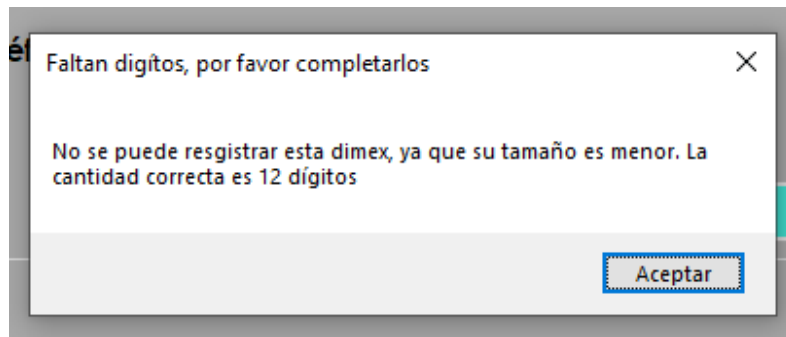 Faltan digítos, por favor completarlos
No se puede resgistrar esta dimex, ya que su tamaño es menor. La
cantidad correcta es 12 dígitos
Aceptar